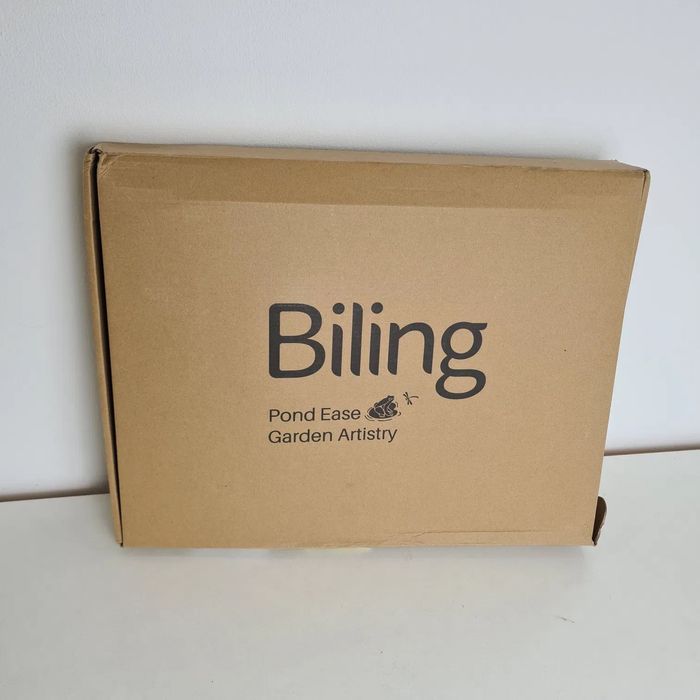 Biling
Pond Ease
Garden Artistry